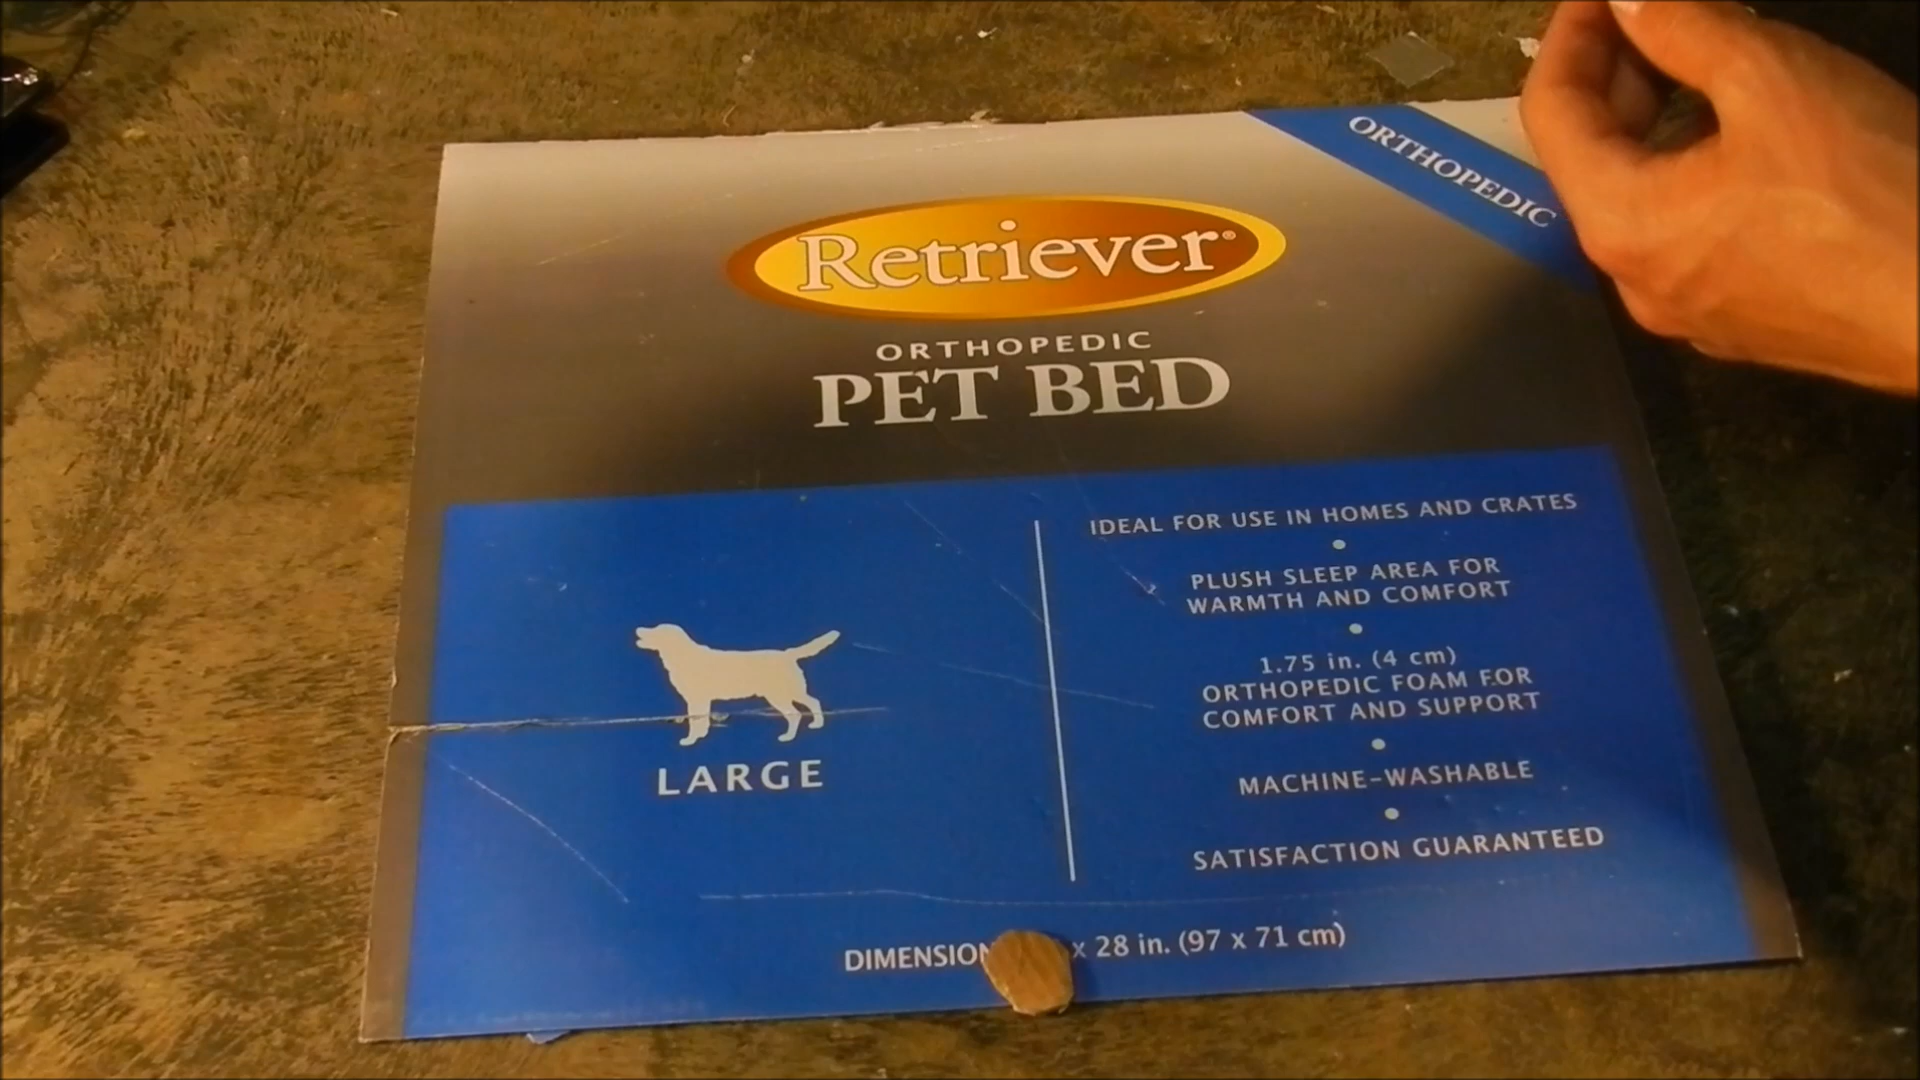 ORTHOPEDIC
Retriever®
ORTHOPEDIC
PET BED
LARGE
IDEAL FOR USE IN HOMES AND CRATES
•
PLUSH SLEEP AREA FOR
WARMTH AND COMFORT
•
1.75 in. (4 cm)
ORTHOPEDIC FOAM FOR
COMFORT AND SUPPORT
•
MACHINE-WASHABLE
•
SATISFACTION GUARANTEED
x 28 in. (97 x 71 cm)